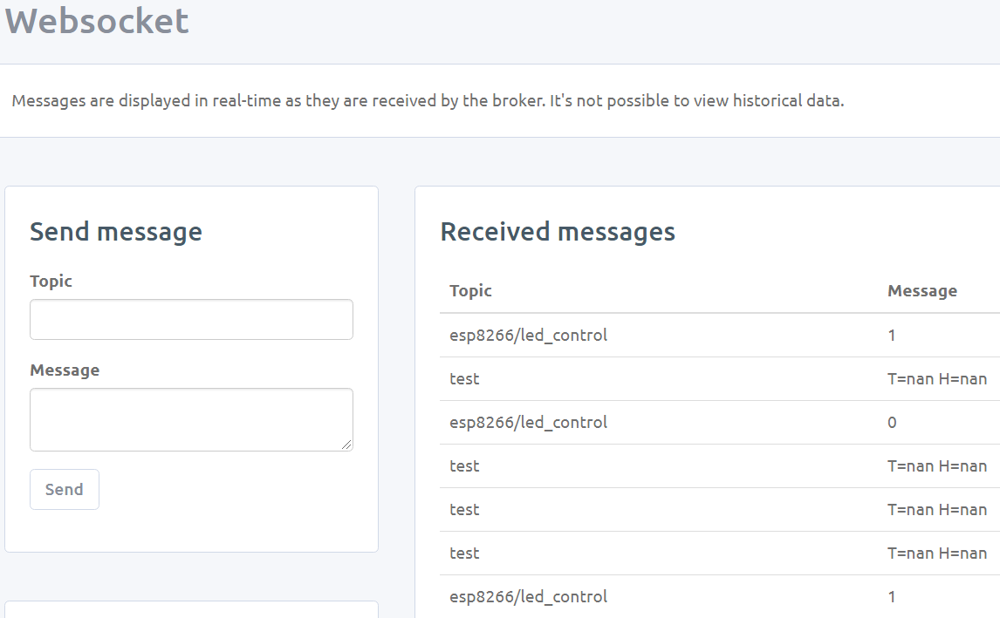 Websocket
Messages are displayed in real-time as they are received by the broker. It's not possible to view historical data.
Send message
Topic
Message
Send
Received messages
Topic Message
esp8266/led_control 1
test T=nan H=nan
esp8266/led_control 0
test T=nan H=nan
test T=nan H=nan
test T=nan H=nan
esp8266/led_control 1